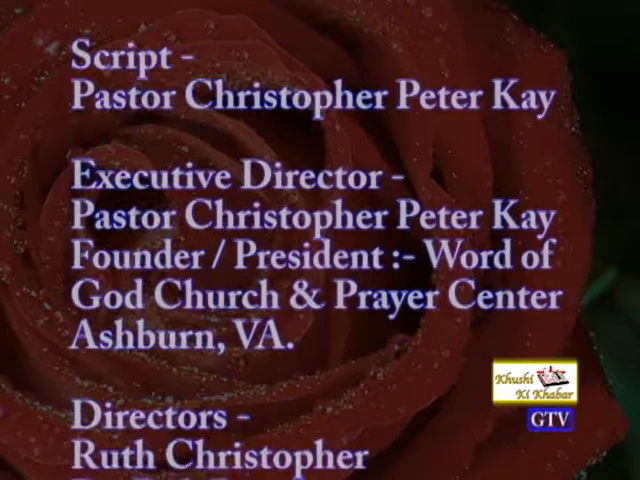 Script -
Pastor Christopher Peter Kay
Executive Director -
Pastor Christopher Peter Kay
Founder / President :- Word of
God Church & Prayer Center
Ashburn, VA.
Khushi
Ki Khabar
GTV
Directors -
Ruth Christopher